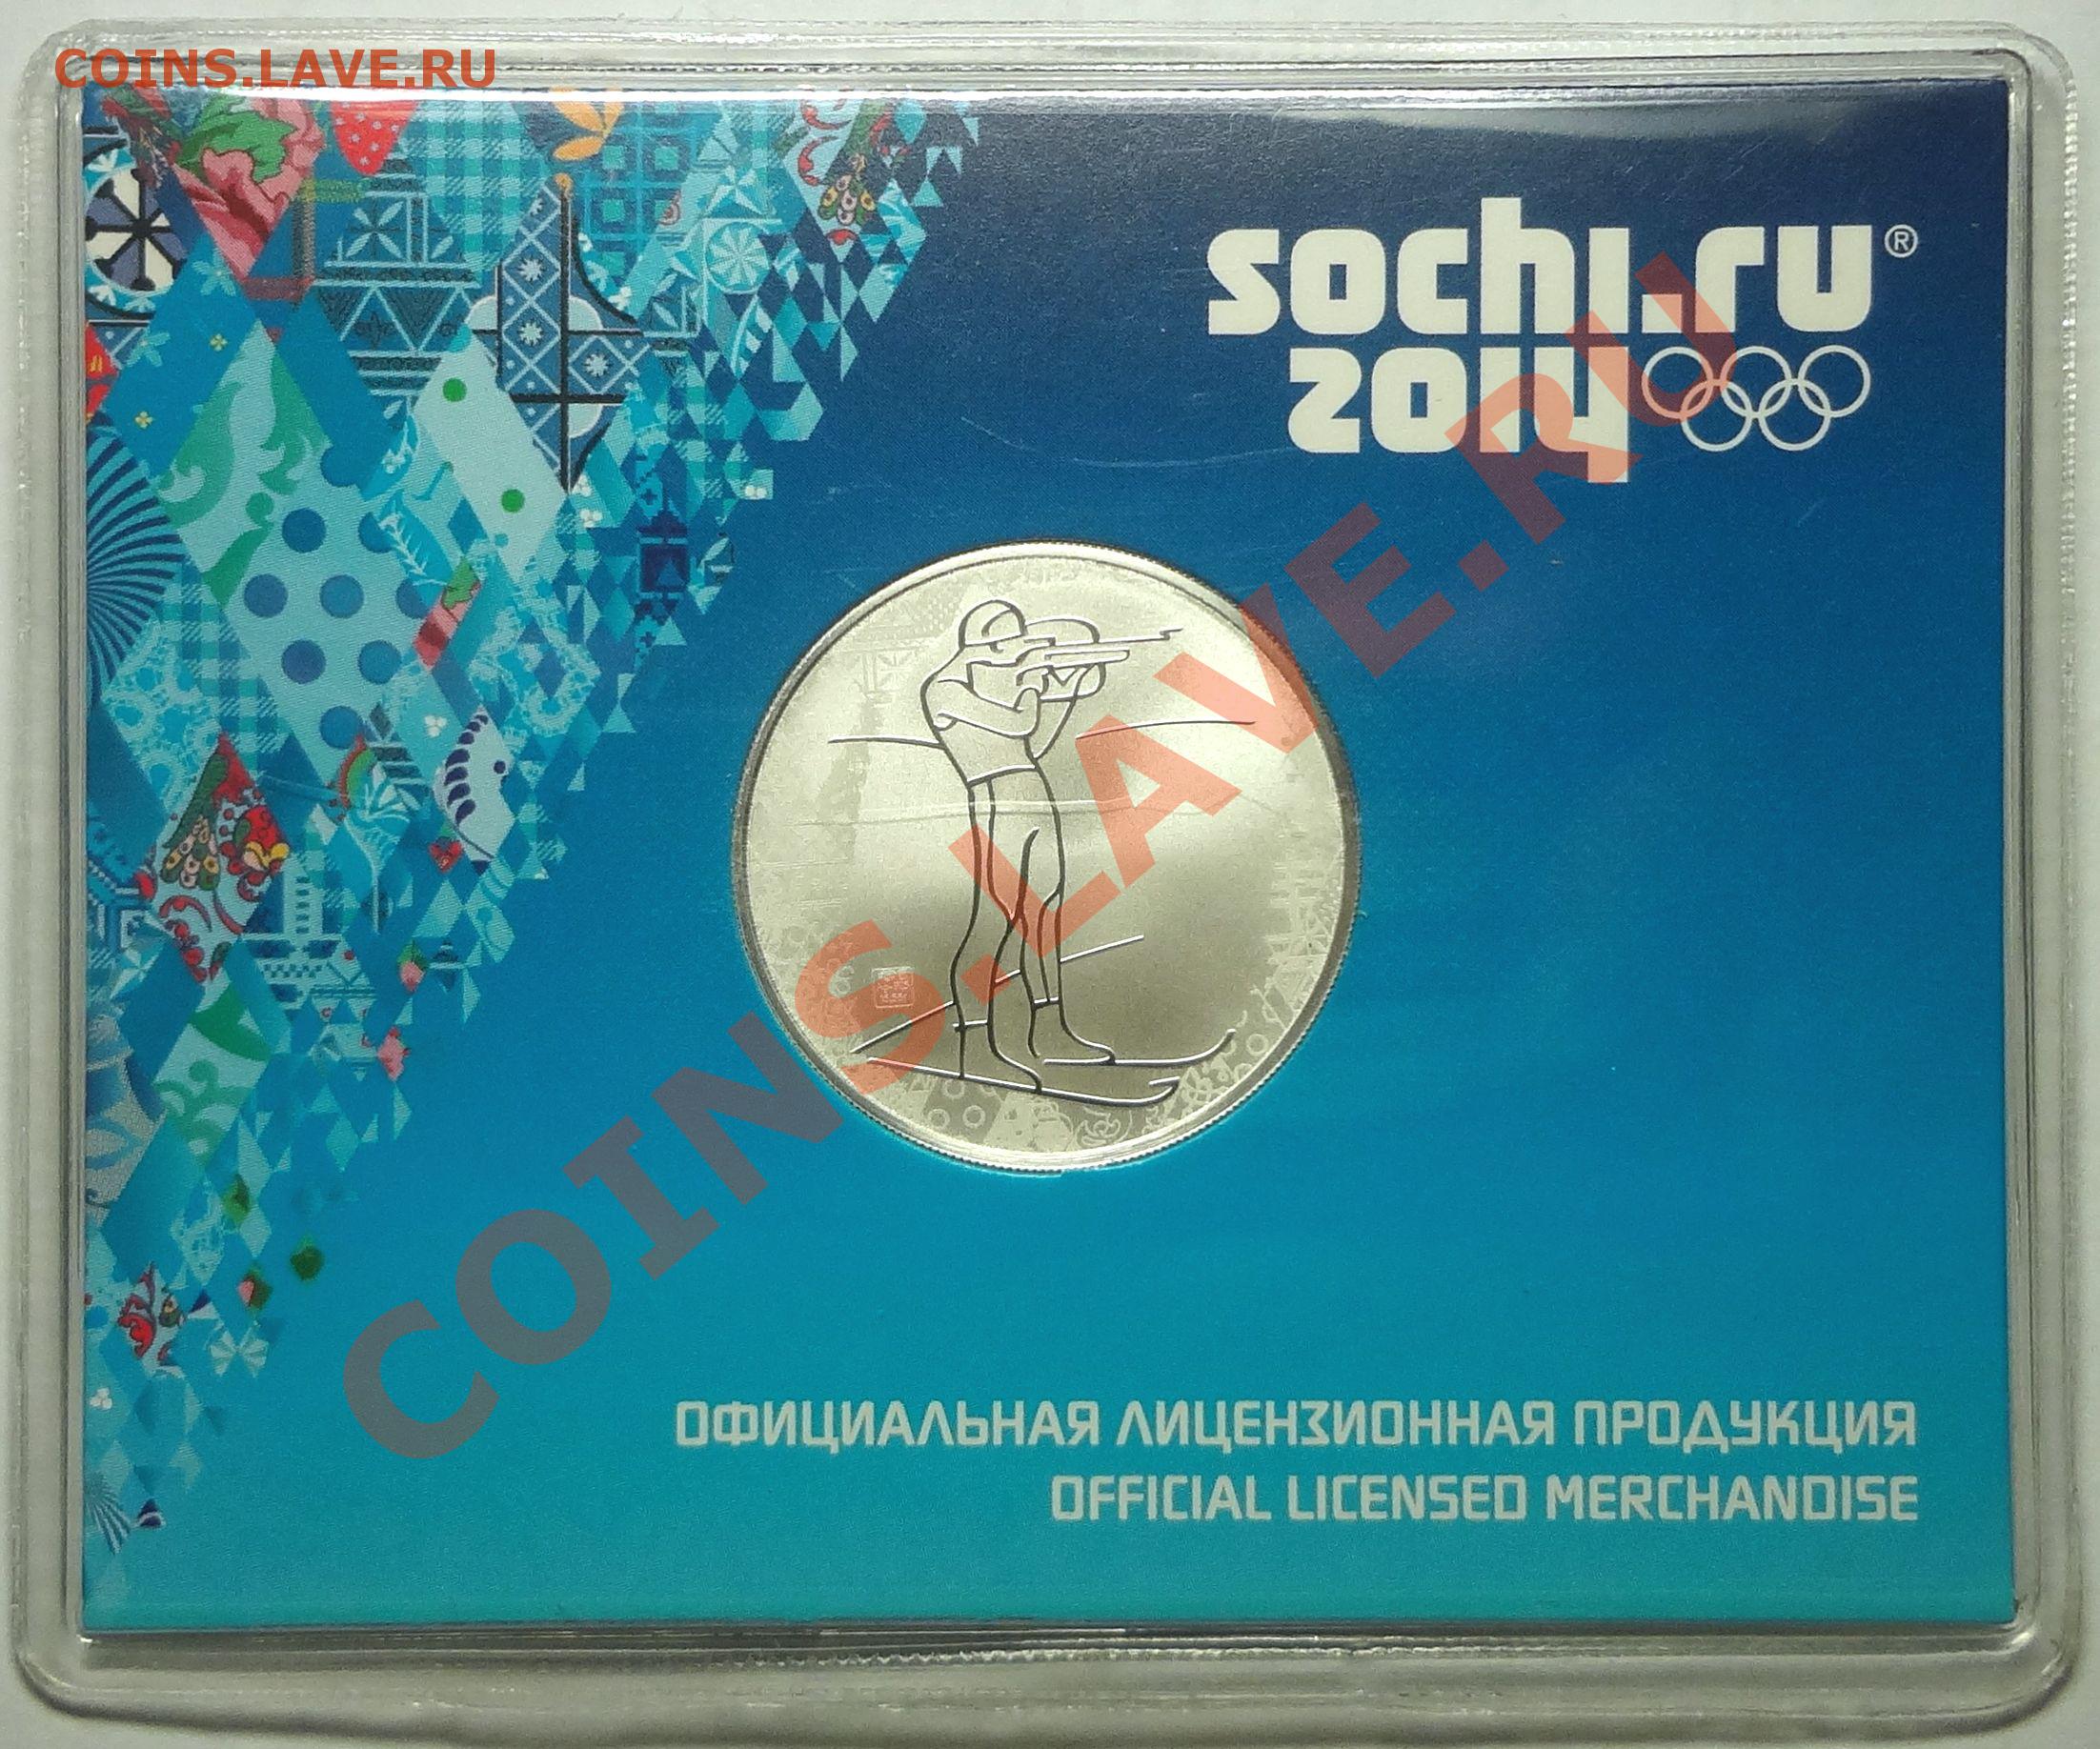 COINS.LAVE.RU
sochi.ru®
2014
COINS.LAVE.RU
ОФИЦИАЛЬНАЯ ЛИЦЕНЗИОННАЯ ПРОДУКЦИЯ
OFFICIAL LICENSED MERCHANDISE